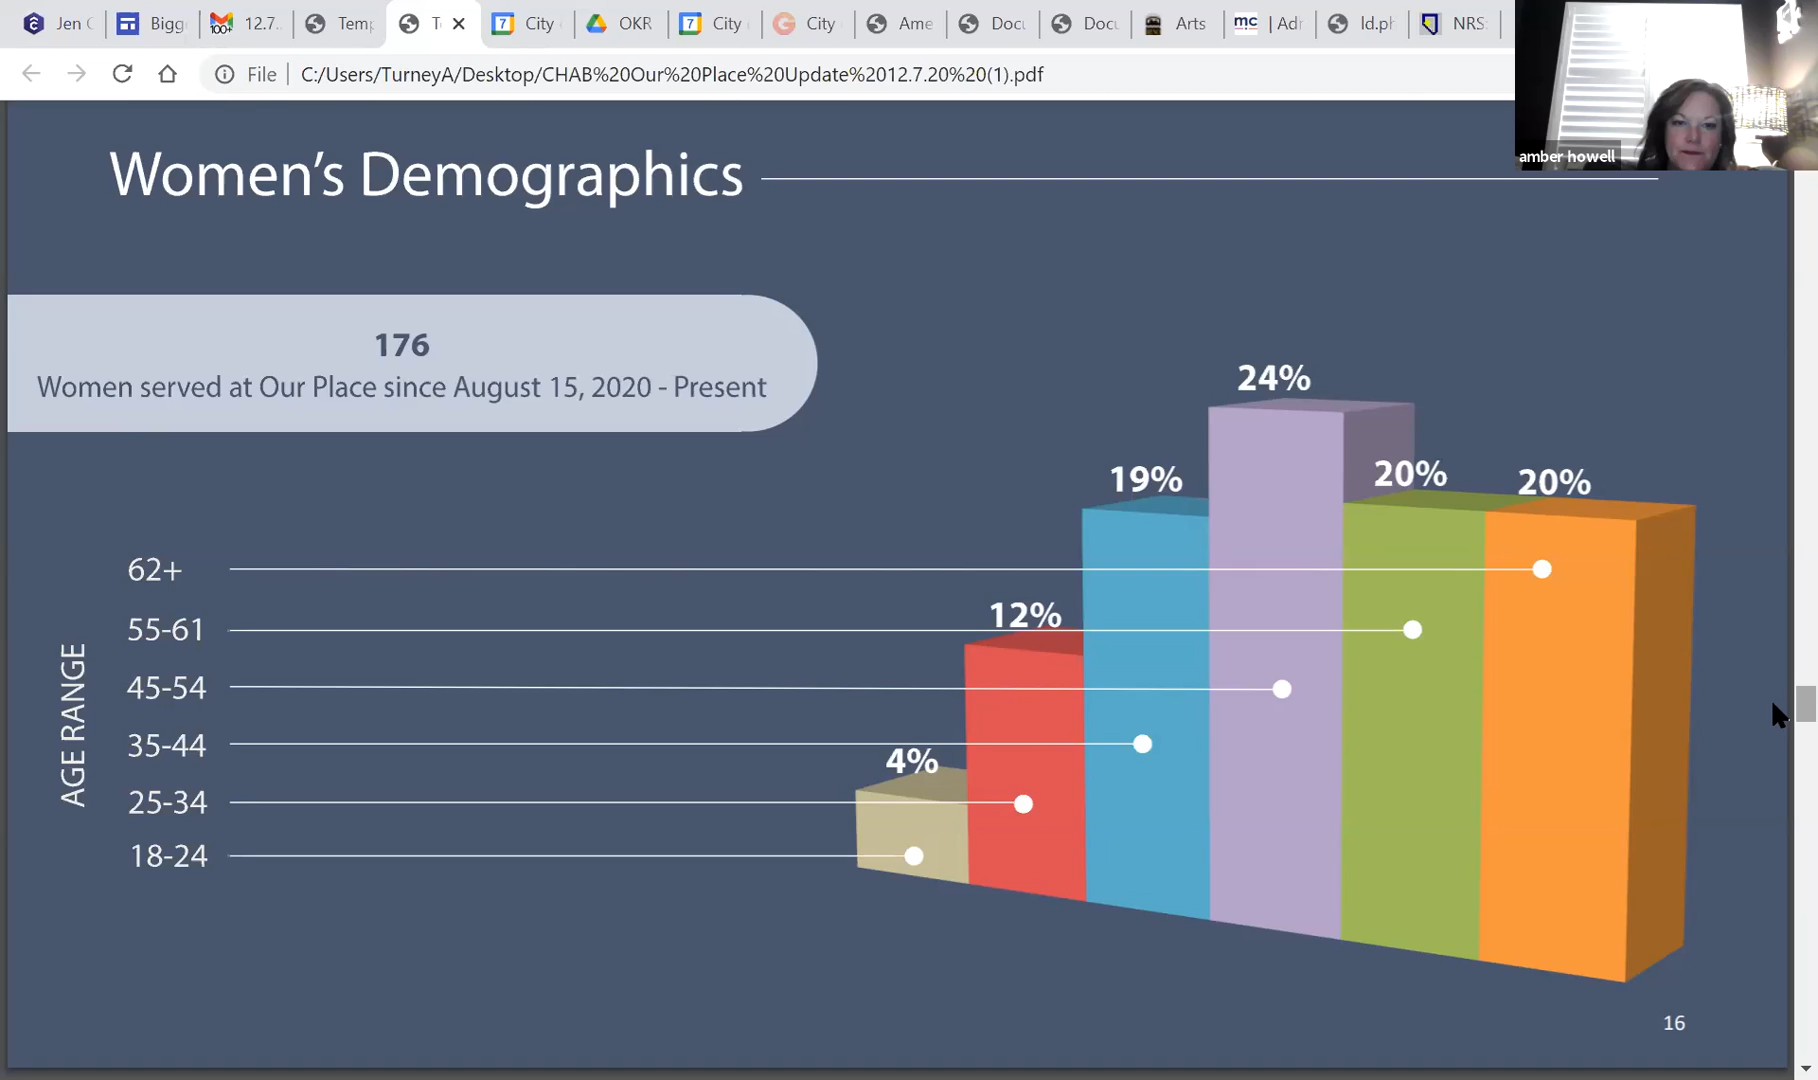 Jen C
Bigg
100+
12.7.
Temp
7
City
OKR
7
City
City
Ame
Docu
Docu
Arts
mc
| Adr
ld.ph
NRS
File
C:/Users/TurneyA/Desktop/CHAB%20Our%20Place%20Update%2012.7.20%20(1).pdf
amber howell
Women's Demographics
176
Women served at Our Place since August 15, 2020 - Present
24%
19%
20%
20%
12%
4%
AGE RANGE
62+
55-61
45-54
35-44
25-34
18-24
16